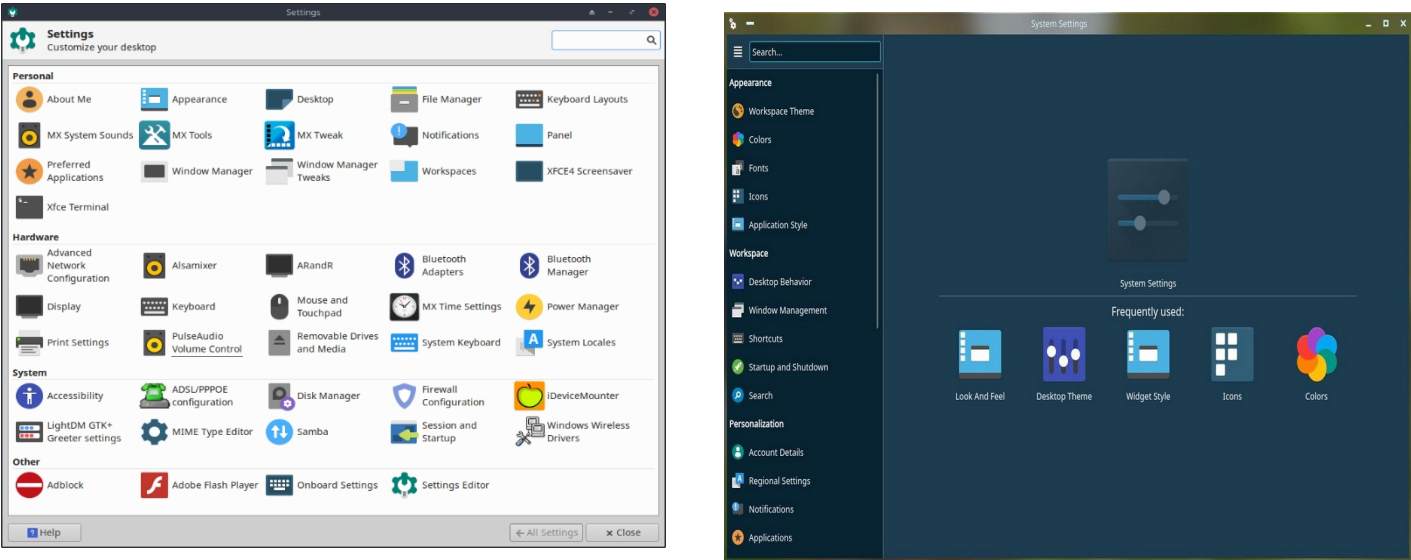 Settings
Settings
Customize your desktop
Personal
About Me
Appearance
Desktop
File Manager
Keyboard Layouts
MX System Sounds
MX Tools
MX Tweak
Notifications
Panel
Preferred
Applications
Window Manager
Window Manager
Tweaks
Workspaces
XFCE4 Screensaver
Xfce Terminal
Hardware
Advanced
Network
Configuration
Alsamixer
ARandR
Bluetooth
Adapters
Bluetooth
Manager
Display
Keyboard
Mouse and
Touchpad
MX Time Settings
Power Manager
Print Settings
PulseAudio
Volume Control
Removable Drives
and Media
System Keyboard
System Locales
System
Accessibility
ADSL/PPPOE
configuration
Disk Manager
Firewall
Configuration
iDeviceMounter
LightDM GTK+
Greeter settings
MIME Type Editor
Samba
Session and
Startup
Windows Wireless
Drivers
Other
Adblock
Adobe Flash Player
Onboard Settings
Settings Editor
Help
All Settings
Close
System Settings
Search...
Appearance
Workspace Theme
Colors
Fonts
Icons
Application Style
Workspace
Desktop Behavior
Window Management
Shortcuts
Startup and Shutdown
Search
Personalization
Account Details
Regional Settings
Notifications
Applications
System Settings
Frequently used:
Look And Feel
Desktop Theme
Widget Style
Icons
Colors